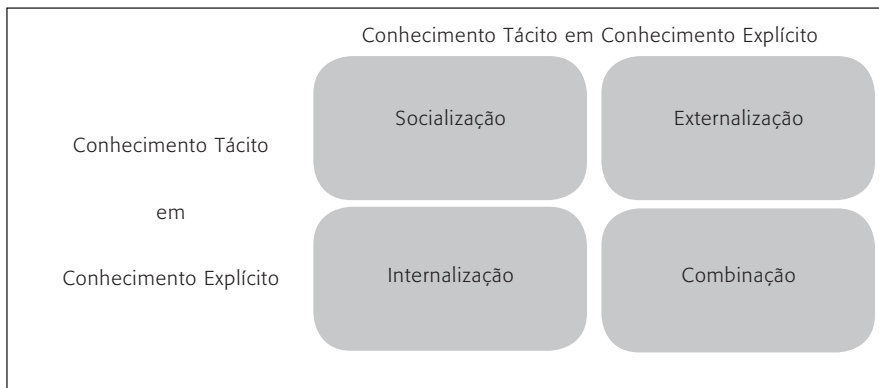 Conhecimento Tácito em Conhecimento Explícito
Socialização
Externalização
Conhecimento Tácito
em
Conhecimento Explícito
Internalização
Combinação